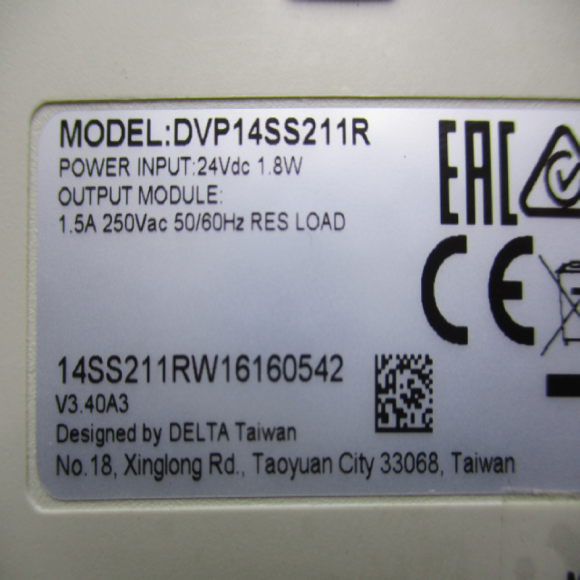 MODEL:DVP14SS211R
POWER INPUT:24Vdc 1.8W
OUTPUT MODULE:
1.5A 250Vac 50/60Hz RES LOAD
EAC
CE
14SS211RW16160542
V3.40A3
Designed by DELTA Taiwan
No.18, Xinglong Rd., Taoyuan City 33068, Taiwan